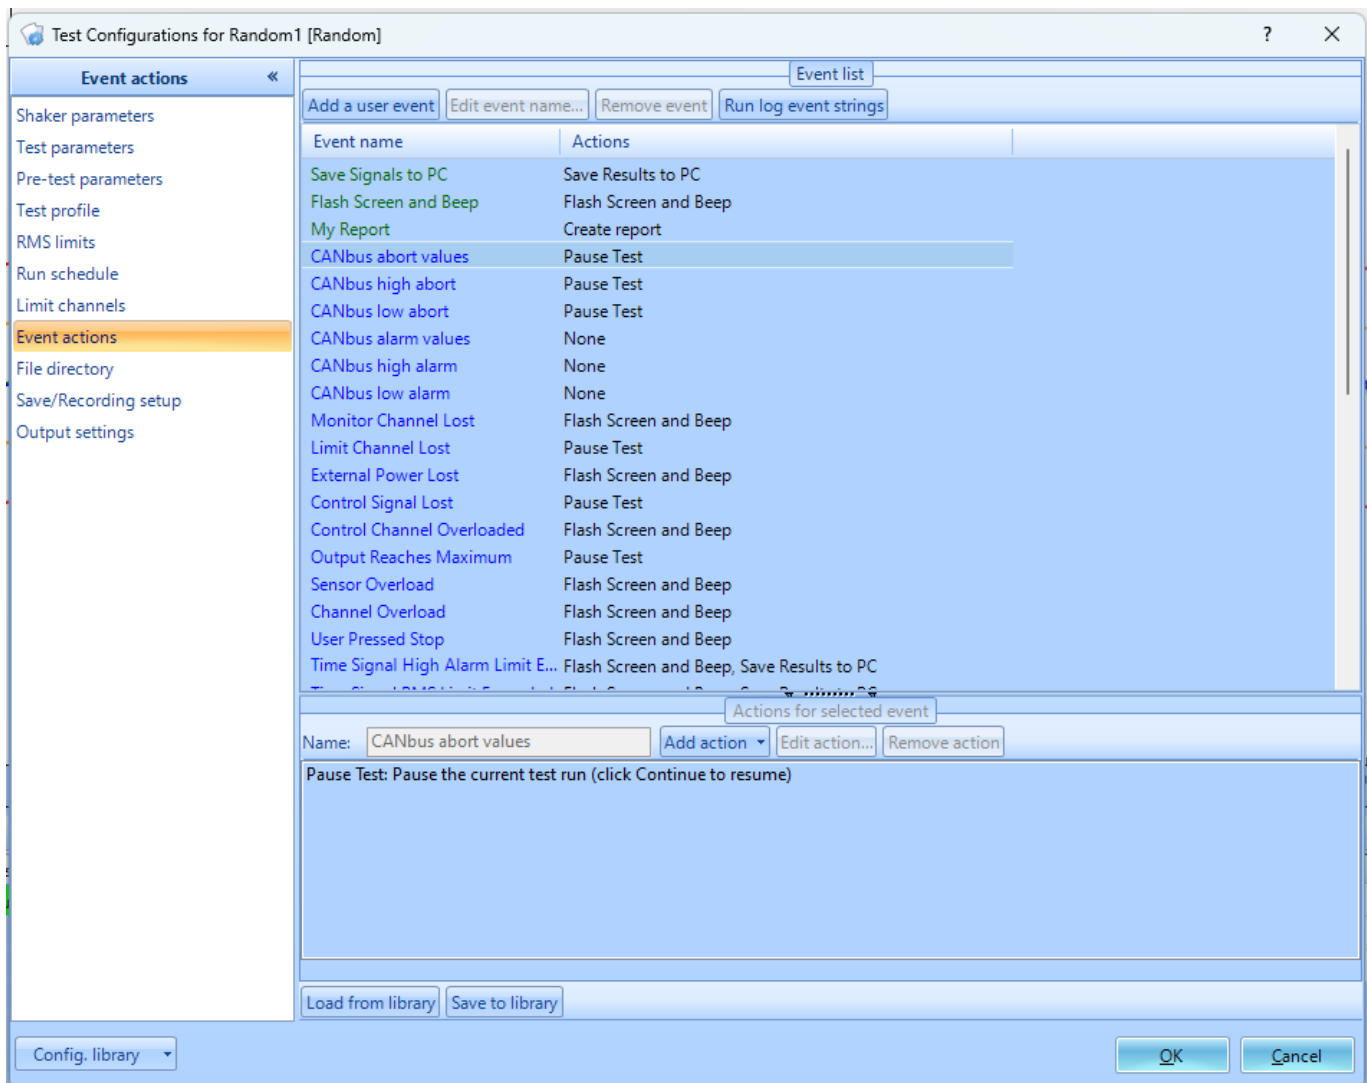 Test Configurations for Random1 [Random] ?
Event actions «
Shaker parameters
Test parameters
Pre-test parameters
Test profile
RMS limits
Run schedule
Limit channels
Event actions
File directory
Save/Recording setup
Output settings
Event list
Add a user event Edit event name... Remove event Run log event strings
Event name Actions
Save Signals to PC Save Results to PC
Flash Screen and Beep Flash Screen and Beep
My Report Create report
CANbus abort values Pause Test
CANbus high abort Pause Test
CANbus low abort Pause Test
CANbus alarm values None
CANbus high alarm None
CANbus low alarm None
Monitor Channel Lost Flash Screen and Beep
Limit Channel Lost Pause Test
External Power Lost Flash Screen and Beep
Control Signal Lost Pause Test
Control Channel Overloaded Flash Screen and Beep
Output Reaches Maximum Pause Test
Sensor Overload Flash Screen and Beep
Channel Overload Flash Screen and Beep
User Pressed Stop Flash Screen and Beep
Time Signal High Alarm Limit E... Flash Screen and Beep, Save Results to PC
Actions for selected event
Name: CANbus abort values Add action Edit action... Remove action
Pause Test: Pause the current test run (click Continue to resume)
Load from library Save to library
Config. library OK Cancel